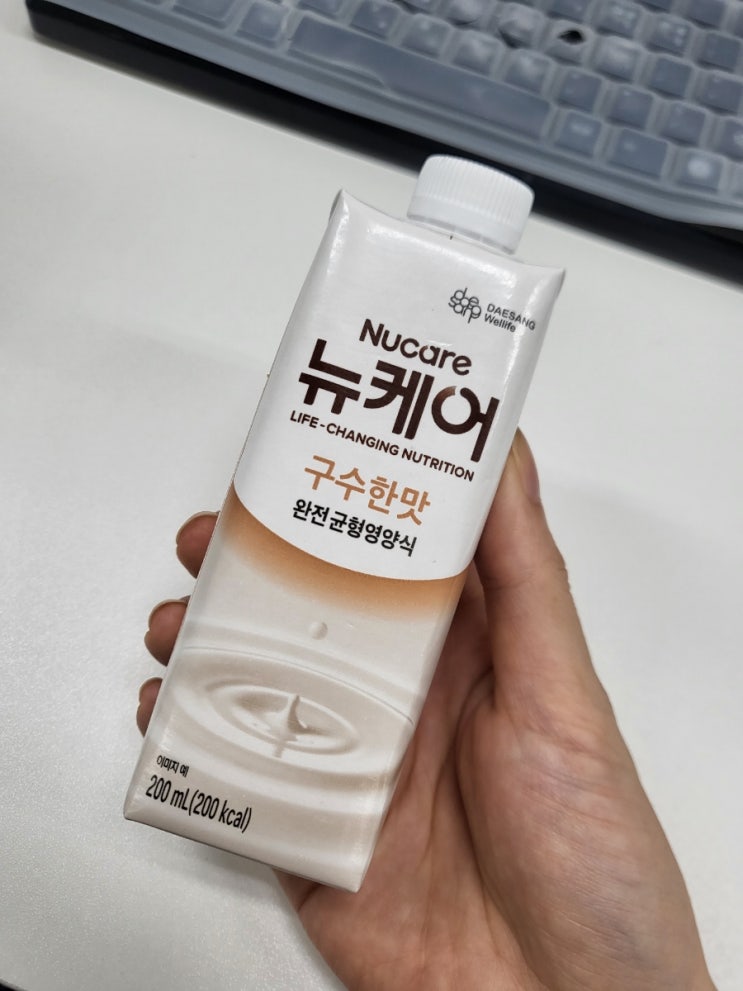 daesang
DAESANG
Wellife
Nucare
뉴케어
LIFE-CHANGING NUTRITION
구수한맛
완전균형영양식
이미지 예
200 mL(200 kcal)